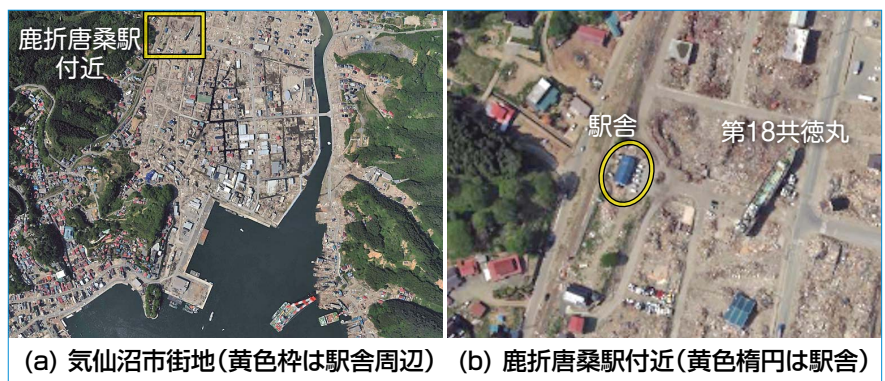 鹿折唐桑駅
付近
駅舎
第18共徳丸
(a) 気仙沼市街地(黄色枠は駅舎周辺)
(b) 鹿折唐桑駅付近(黄色楕円は駅舎)